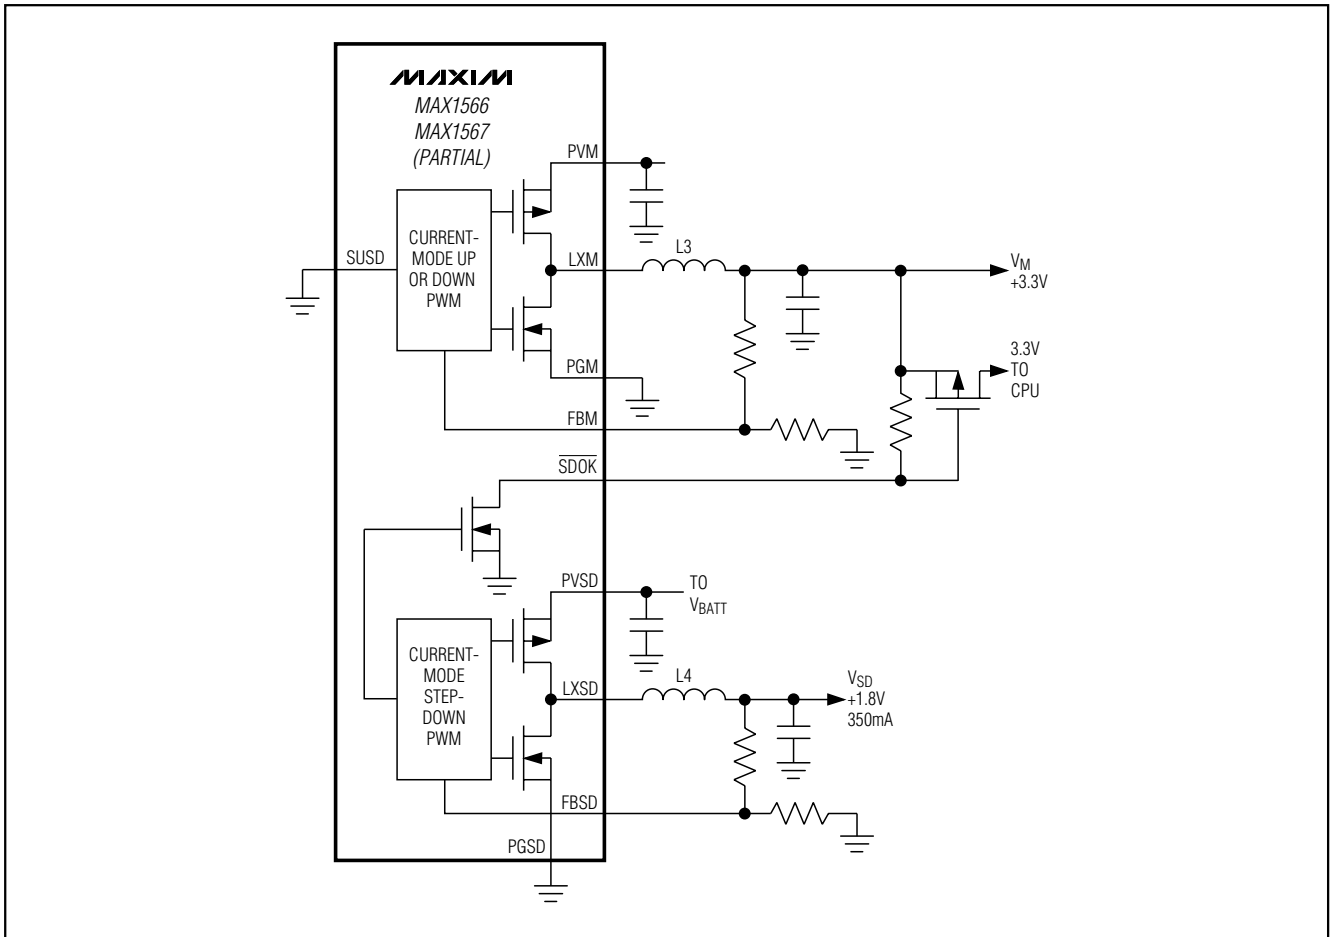 MAXIM
MAX1566
MAX1567
(PARTIAL)
PVM
CURRENT-
MODE UP
OR DOWN
PWM
SUSD
LXM
L3
VM
+3.3V
PGM
3.3V
TO
CPU
FBM
SDOK
PVSD
TO
VBATT
CURRENT-
MODE
STEP-
DOWN
PWM
LXSD
L4
VSD
+1.8V
350mA
FBSD
PGSD